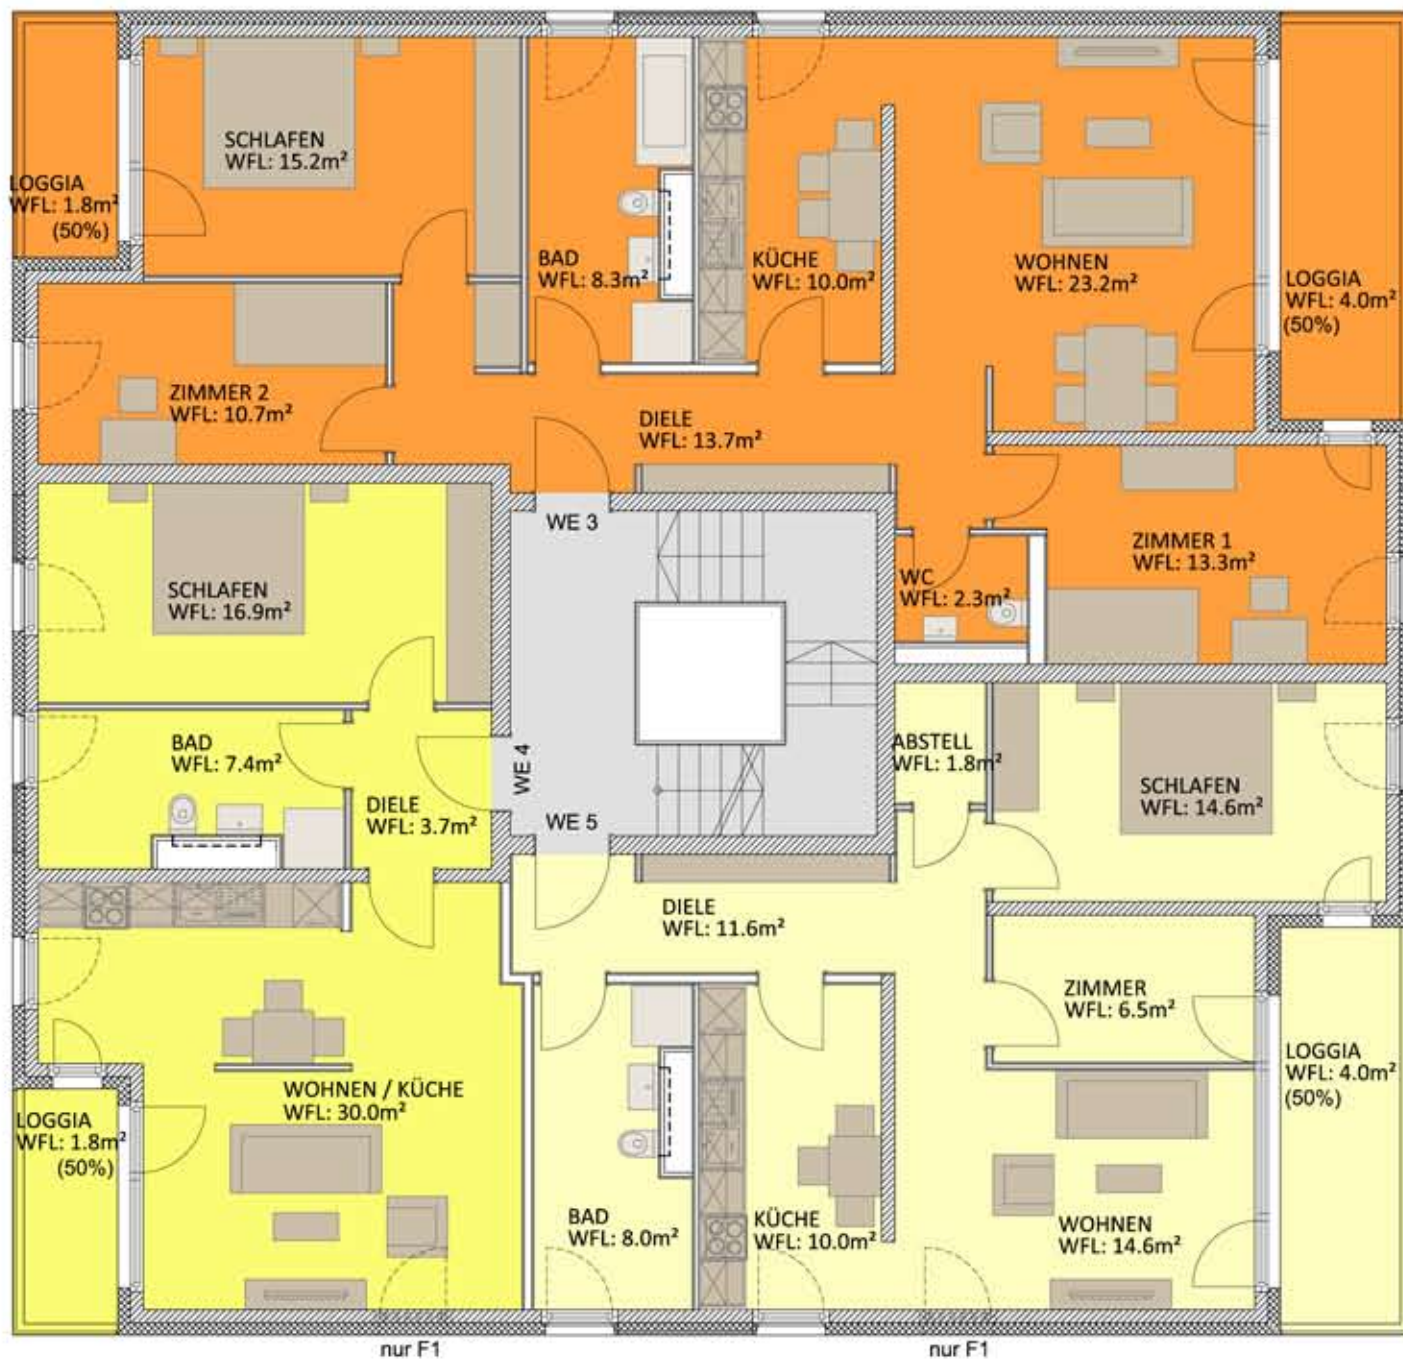 SCHLAFEN
WFL: 15.2m²
LOGGIA
WFL: 1.8m²
(50%)
BAD
WFL: 8.3m²
KÜCHE
WFL: 10.0m²
WOHNEN
WFL: 23.2m²
LOGGIA
WFL: 4.0m²
(50%)
ZIMMER 2
WFL: 10.7m²
DIELE
WFL: 13.7m²
WE 3
ZIMMER 1
WFL: 13.3m²
WC
WFL: 2.3m²
SCHLAFEN
WFL: 16.9m²
BAD
WFL: 7.4m²
DIELE
WFL: 3.7m²
WE 4
WE 5
ABSTELL
WFL: 1.8m²
SCHLAFEN
WFL: 14.6m²
DIELE
WFL: 11.6m²
ZIMMER
WFL: 6.5m²
LOGGIA
WFL: 4.0m²
(50%)
WOHNEN / KÜCHE
WFL: 30.0m²
LOGGIA
WFL: 1.8m²
(50%)
BAD
WFL: 8.0m²
KÜCHE
WFL: 10.0m²
WOHNEN
WFL: 14.6m²
nur F1
nur F1